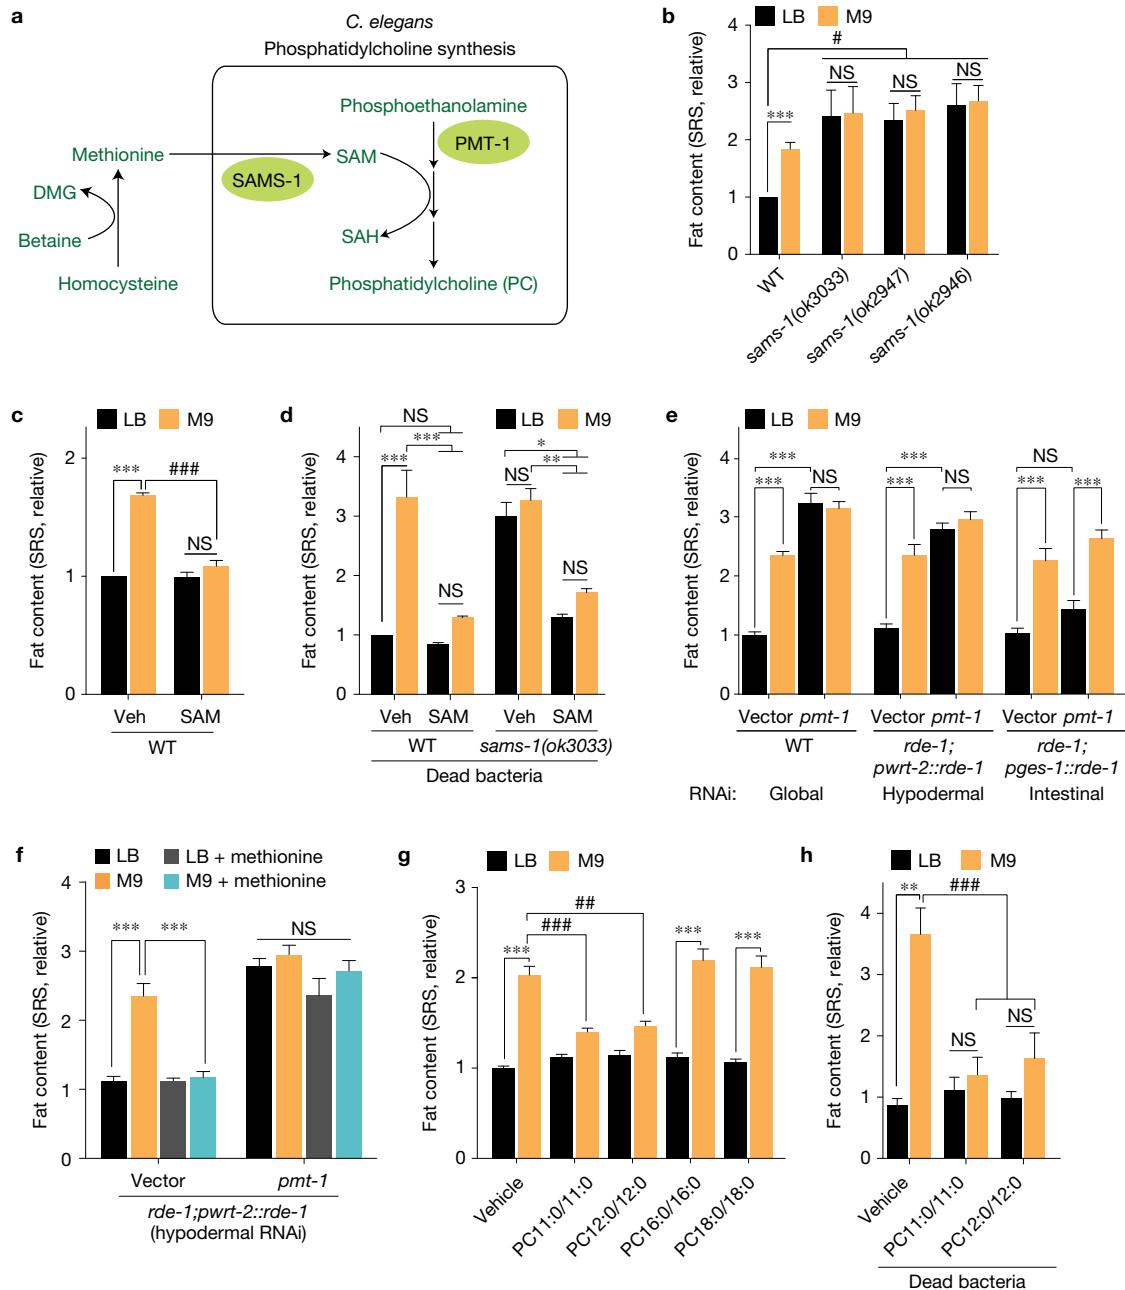 a
C. elegans
Phosphatidylcholine synthesis
Phosphoethanolamine
PMT-1
Methionine
SAM
SAMS-1
DMG
Betaine
SAH
Homocysteine
Phosphatidylcholine (PC)
b
LB M9
Fat content (SRS, relative)
4
3
2
1
0
#
***
NS NS NS
WT
sams-1(ok3033)
sams-1(ok2947)
sams-1(ok2946)
c
LB M9
Fat content (SRS, relative)
2
1
0
*** ###
NS
Veh SAM
WT
d
LB M9
Fat content (SRS, relative)
4
3
2
1
0
NS
***
***
NS
*
**
NS
NS
Veh SAM Veh SAM
WT sams-1(ok3033)
Dead bacteria
e
LB M9
Fat content (SRS, relative)
4
3
2
1
0
***
***
NS
***
***
NS
NS
***
***
Vector pmt-1 Vector pmt-1 Vector pmt-1
WT rde-1; rde-1;
pwrt-2::rde-1 pges-1::rde-1
RNAi: Global Hypodermal Intestinal
f
LB LB + methionine
M9 M9 + methionine
Fat content (SRS, relative)
4
3
2
1
0
*** ***
NS
Vector pmt-1
rde-1;pwrt-2::rde-1
(hypodermal RNAi)
g
LB M9
Fat content (SRS, relative)
3
2
1
0
##
###
*** *** ***
Vehicle
PC11:0/11:0
PC12:0/12:0
PC16:0/16:0
PC18:0/18:0
h
LB M9
Fat content (SRS, relative)
4
3
2
1
0
** ###
NS
NS
Vehicle
PC11:0/11:0
PC12:0/12:0
Dead bacteria